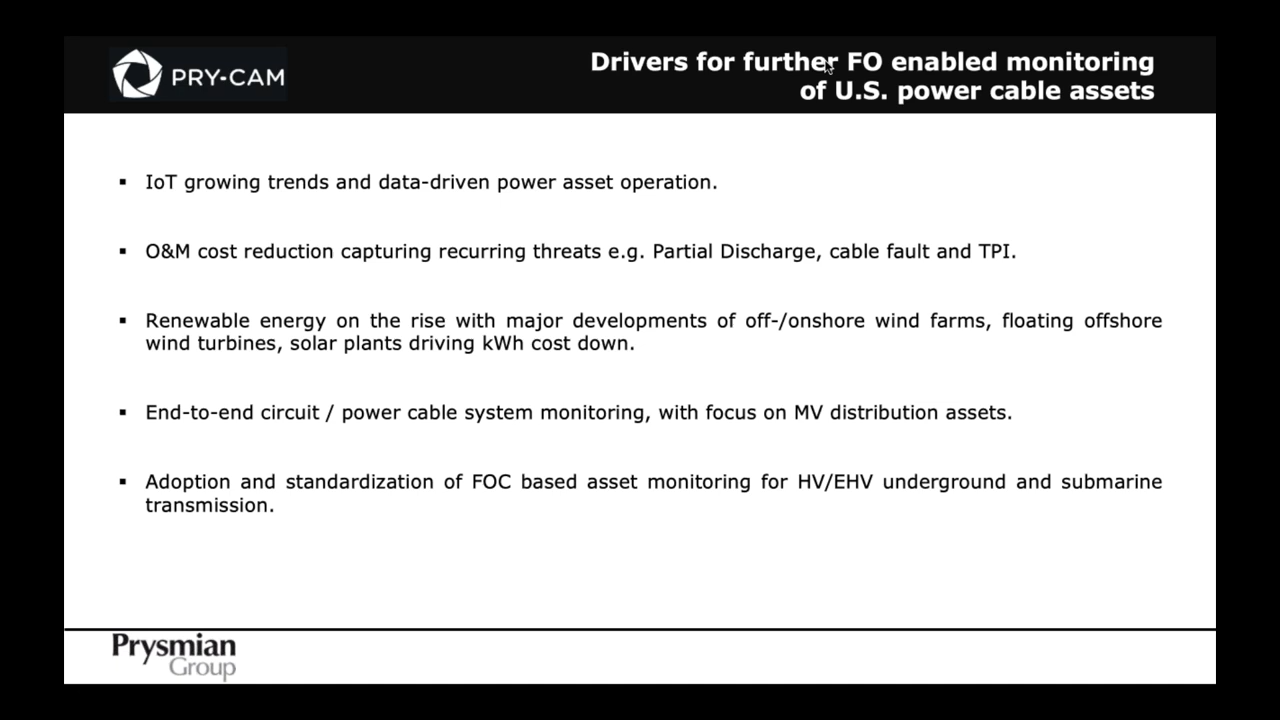 PRY-CAM
Drivers for further FO enabled monitoring
of U.S. power cable assets
▪ IoT growing trends and data-driven power asset operation.
▪ O&M cost reduction capturing recurring threats e.g. Partial Discharge, cable fault and TPI.
▪ Renewable energy on the rise with major developments of off-/onshore wind farms, floating offshore
wind turbines, solar plants driving kWh cost down.
▪ End-to-end circuit / power cable system monitoring, with focus on MV distribution assets.
▪ Adoption and standardization of FOC based asset monitoring for HV/EHV underground and submarine
transmission.
Prysmian
Group